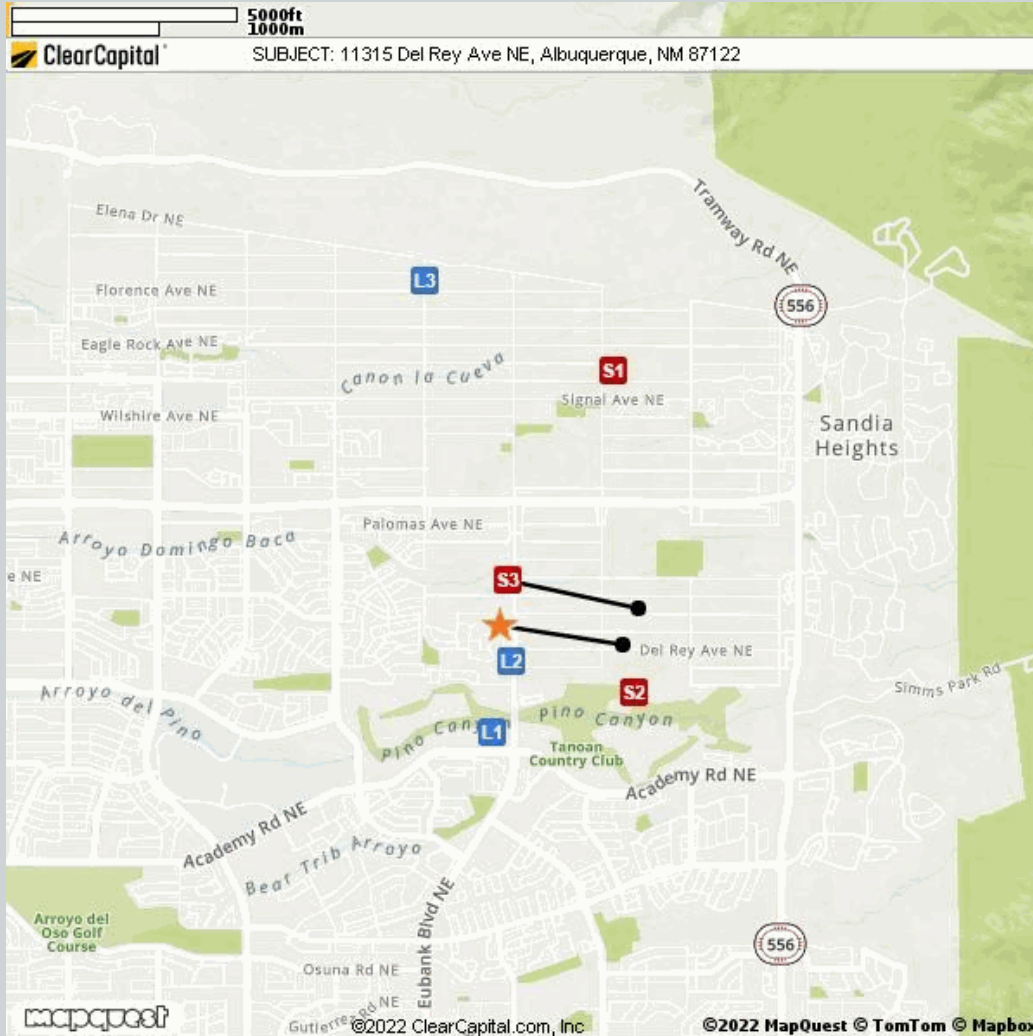 5000ft
1000m
ClearCapital
SUBJECT: 11315 Del Rey Ave NE, Albuquerque, NM 87122
Tramway Rd NE
Elena Dr NE
L3
Florence Ave NE
556
Eagle Rock Ave NE
Canon la Cueva
S1
Signal Ave NE
Wilshire Ave NE
Sandia
Heights
Palomas Ave NE
Arroyo Domingo Baca
e NE
S3
Del Rey Ave NE
L2
Simms Park Rd
S2
Arroyo del Pino
Pino Canyon
Pino Canyon
L1
Tanoan
Country Club
Academy Rd NE
Academy Rd NE
Bear Trib Arroyo
Eubank Blvd NE
Arroyo del
Oso Golf
Course
556
Osuna Rd NE
Gutierrez Rd NE
mapquest
©2022 ClearCapital.com, Inc
©2022 MapQuest © TomTom © Mapbo